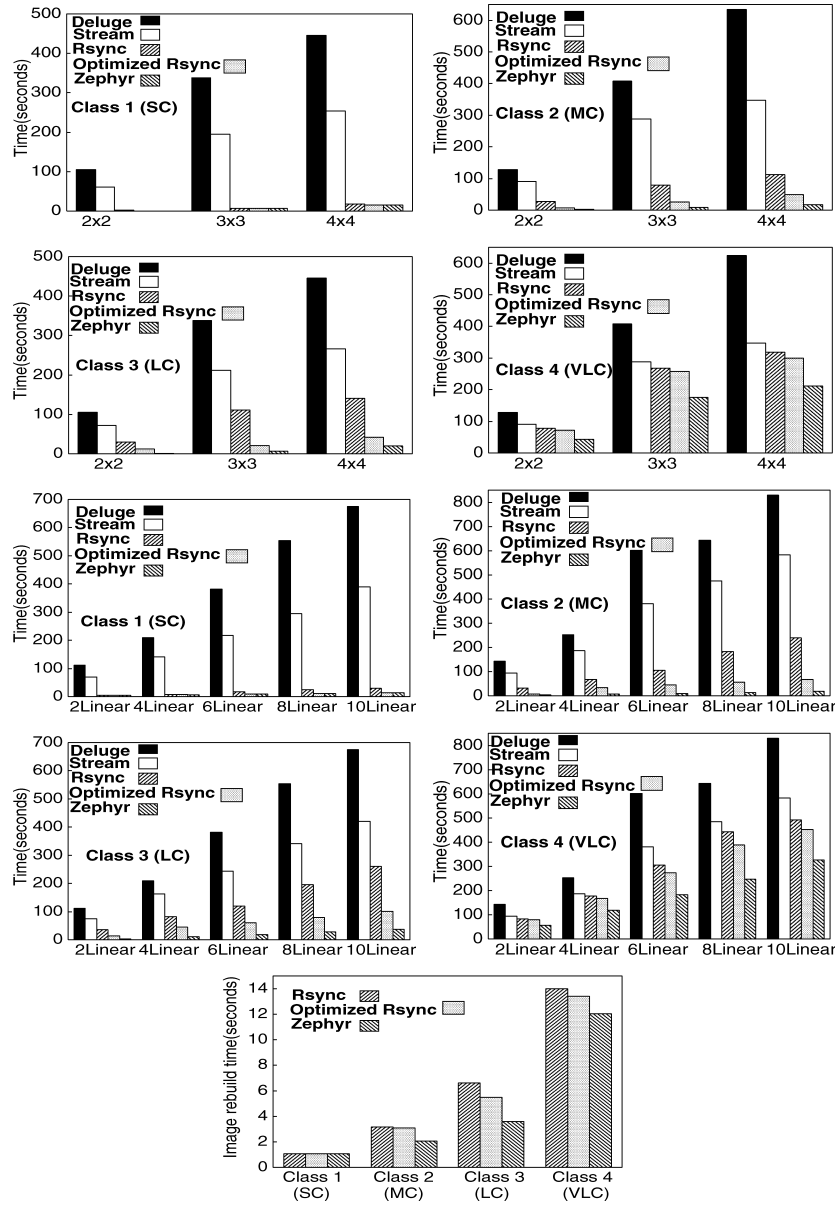 500
400
300
200
100
0
Time(seconds)
Deluge
Stream
Rsync
Optimized Rsync
Zephyr
Class 1 (SC)
2x2 3x3 4x4
600
500
400
300
200
100
0
Time(seconds)
Deluge
Stream
Rsync
Optimized Rsync
Zephyr
Class 2 (MC)
2x2 3x3 4x4
500
400
300
200
100
0
Time(seconds)
Deluge
Stream
Rsync
Optimized Rsync
Zephyr
Class 3 (LC)
2x2 3x3 4x4
600
500
400
300
200
100
0
Time(seconds)
Deluge
Stream
Rsync
Optimized Rsync
Zephyr
Class 4 (VLC)
2x2 3x3 4x4
700
600
500
400
300
200
100
0
Time(seconds)
Deluge
Stream
Rsync
Optimized Rsync
Zephyr
Class 1 (SC)
2Linear 4Linear 6Linear 8Linear 10Linear
800
700
600
500
400
300
200
100
0
Time(seconds)
Deluge
Stream
Rsync
Optimized Rsync
Zephyr
Class 2 (MC)
2Linear 4Linear 6Linear 8Linear 10Linear
700
600
500
400
300
200
100
0
Time(seconds)
Deluge
Stream
Rsync
Optimized Rsync
Zephyr
Class 3 (LC)
2Linear 4Linear 6Linear 8Linear 10Linear
800
700
600
500
400
300
200
100
0
Time(seconds)
Deluge
Stream
Rsync
Optimized Rsync
Zephyr
Class 4 (VLC)
2Linear 4Linear 6Linear 8Linear 10Linear
14
12
10
8
6
4
2
0
Image rebuild time(seconds)
Rsync
Optimized Rsync
Zephyr
Class 1 Class 2 Class 3 Class 4
(SC) (MC) (LC) (VLC)